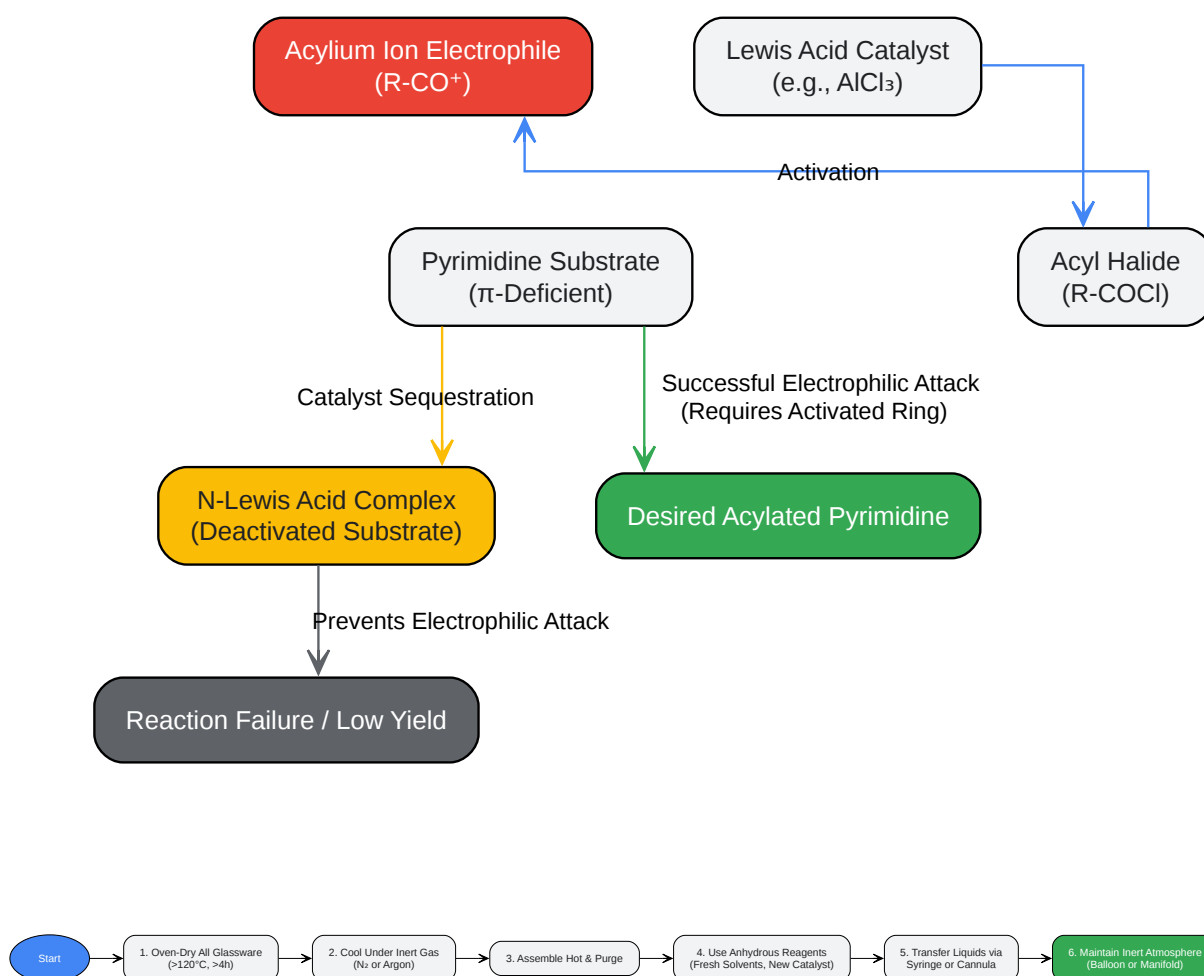 Acylium Ion Electrophile
(R-CO⁺)
Lewis Acid Catalyst
(e.g., AlCl₃)
Activation
Pyrimidine Substrate
(π-Deficient)
Acyl Halide
(R-COCl)
Catalyst Sequestration
Successful Electrophilic Attack
(Requires Activated Ring)
N-Lewis Acid Complex
(Deactivated Substrate)
Desired Acylated Pyrimidine
Prevents Electrophilic Attack
Reaction Failure / Low Yield
Start
1. Oven-Dry All Glassware
(>120°C, >4h)
2. Cool Under Inert Gas
(N₂ or Argon)
3. Assemble Hot & Purge
4. Use Anhydrous Reagents
(Fresh Solvents, New Catalyst)
5. Transfer Liquids via
Syringe or Cannula
6. Maintain Inert Atmosphere
(Balloon or Manifold)